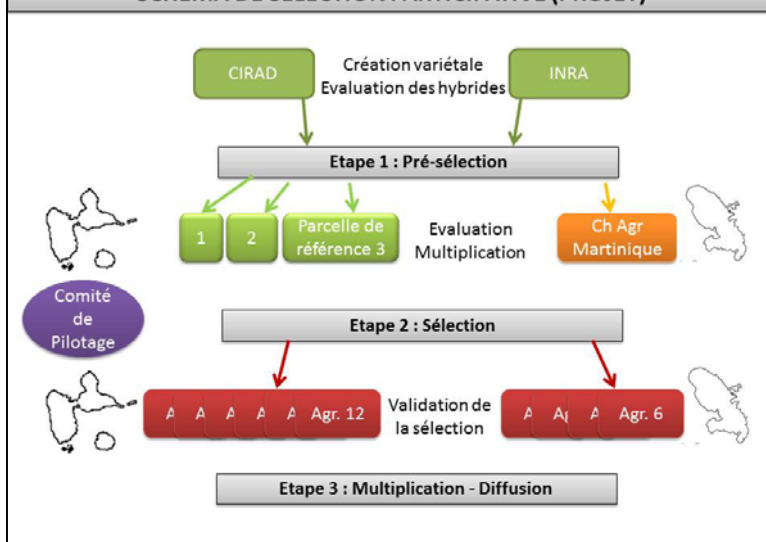 CIRAD
Création variétale
Evaluation des hybrides
INRA
Etape 1 : Pré-sélection
1
2
Parcelle de
référence 3
Evaluation
Multiplication
Ch Agr
Martinique
Comité
de
Pilotage
Etape 2 : Sélection
A
A
A
A
A
Agr. 12
Validation de
la sélection
A
Ag
A
Agr. 6
Etape 3 : Multiplication - Diffusion